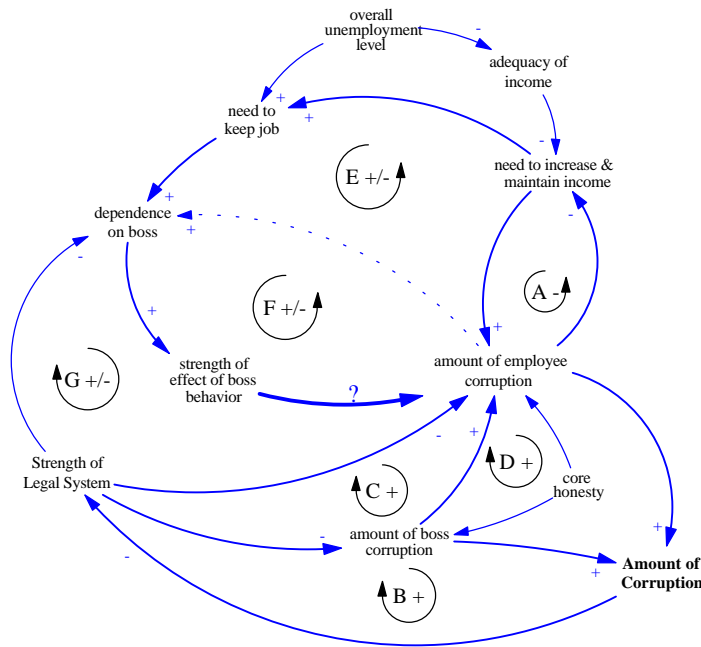 overall
unemployment
level
-
adequacy of
income
+
need to
keep job
+
-
need to increase &
maintain income
E +/-
+
dependence
on boss
+
-
-
A -
+
F +/-
+
strength of
effect of boss
behavior
amount of employee
corruption
G +/-
?
-
+
D +
Strength of
Legal System
C +
core
honesty
-
amount of boss
corruption
+
-
+
Amount of
Corruption
B +